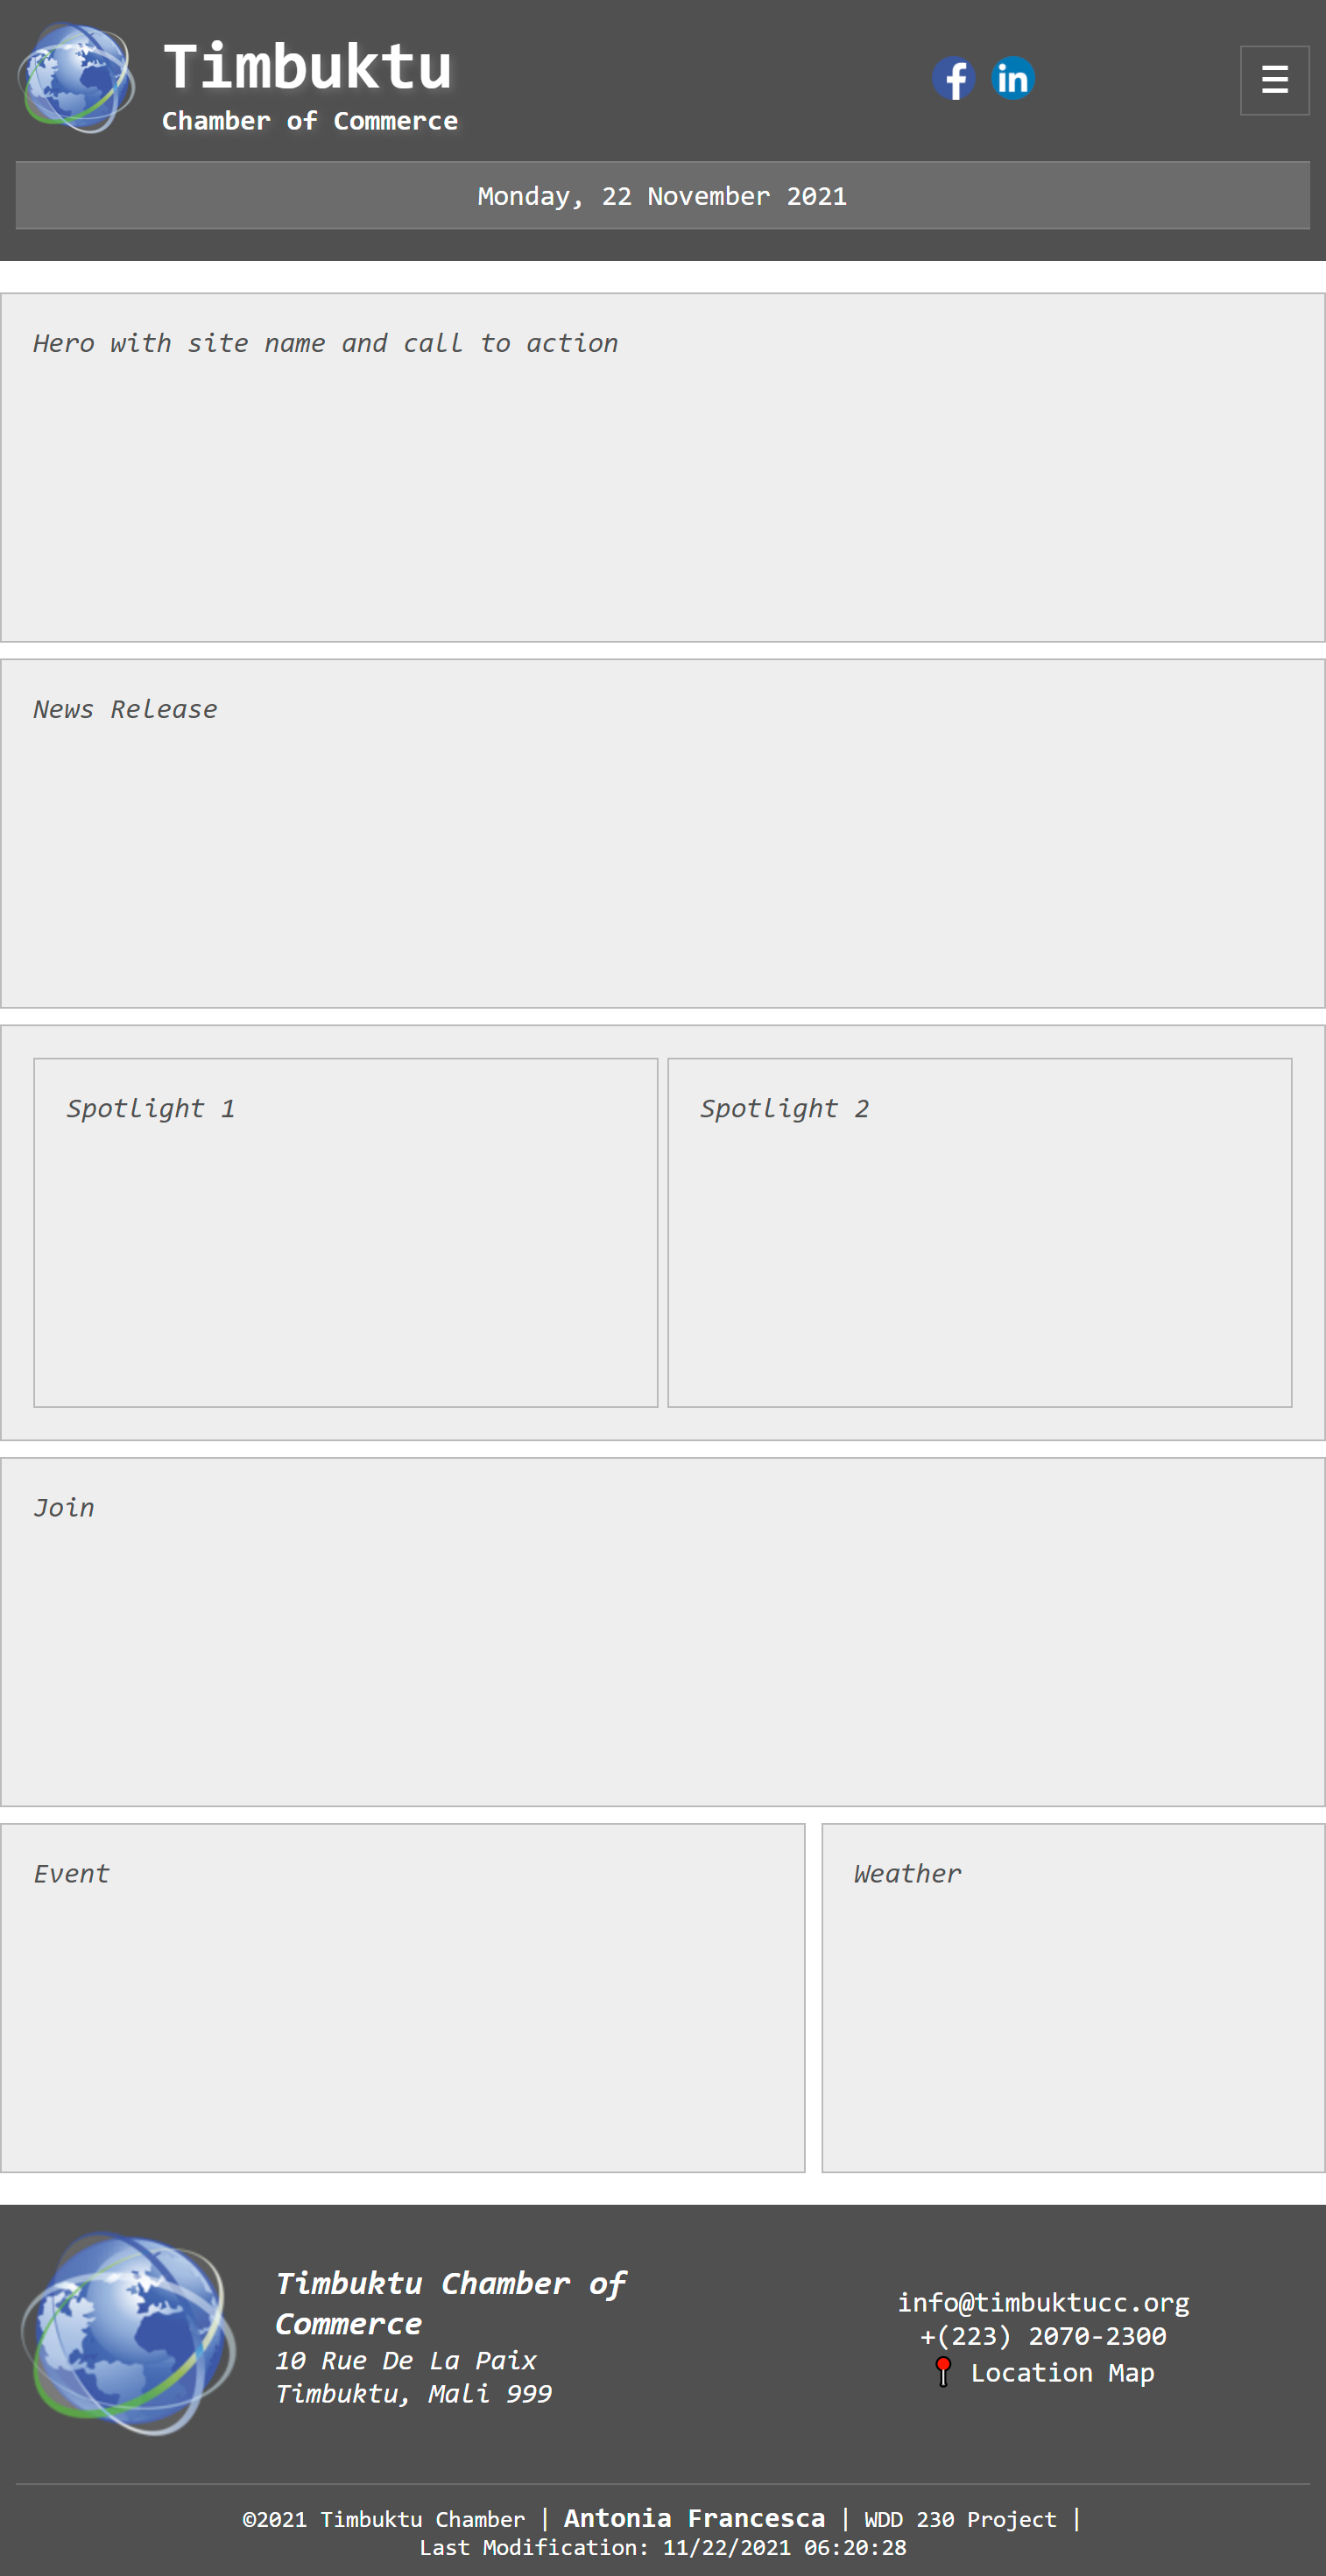 Timbuktu
Chamber of Commerce
f
in
☰
Monday, 22 November 2021
Hero with site name and call to action
News Release
Spotlight 1
Spotlight 2
Join
Event
Weather
Timbuktu Chamber of
Commerce
10 Rue De La Paix
Timbuktu, Mali 999
info@timbuktucc.org
+(223) 2070-2300
Location Map
©2021 Timbuktu Chamber | Antonia Francesca | WDD 230 Project |
Last Modification: 11/22/2021 06:20:28